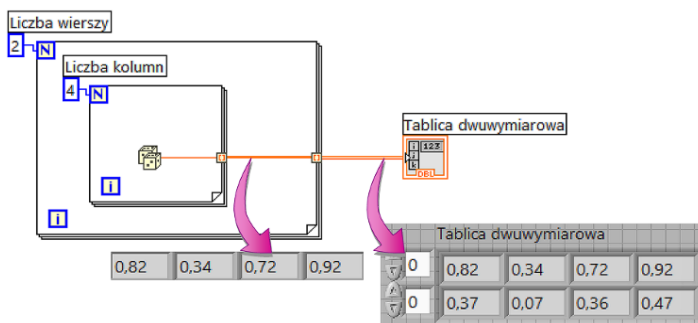 Liczba wierszy
2 N
Liczba kolumn
4 N
i
i
Tablica dwuwymiarowa
i 123
j
k
DBL
0,82 0,34 0,72 0,92
Tablica dwuwymiarowa
0 0,82 0,34 0,72 0,92
0 0,37 0,07 0,36 0,47